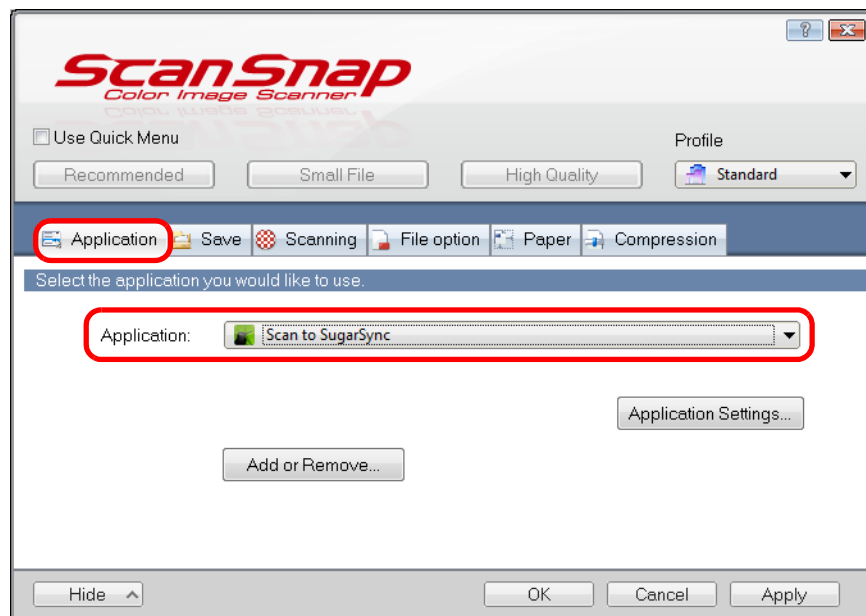 ScanSnap
Color Image Scanner
Use Quick Menu
Profile
Recommended
Small File
High Quality
Standard
Application
Save
Scanning
File option
Paper
Compression
Select the application you would like to use.
Application:
Scan to SugarSync
Application Settings...
Add or Remove...
Hide
OK
Cancel
Apply